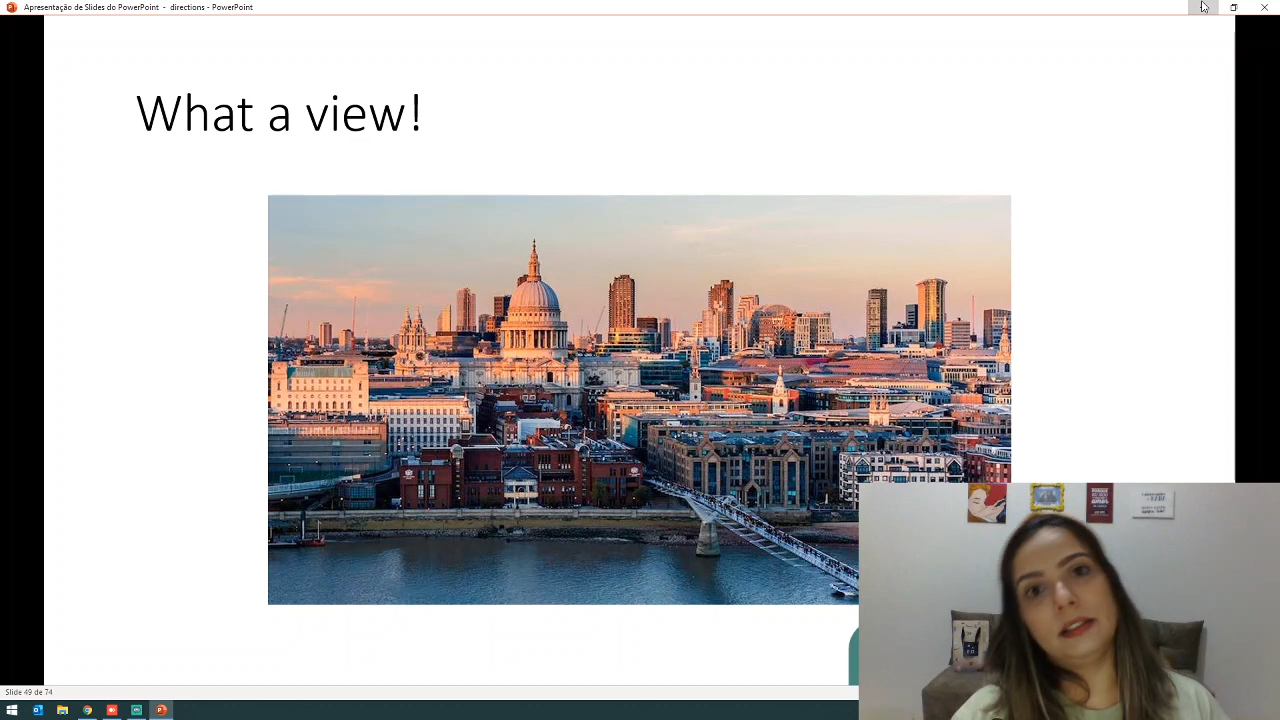 Apresentação de Slides do PowerPoint - directions - PowerPoint
What a view!
Slide 49 de 74